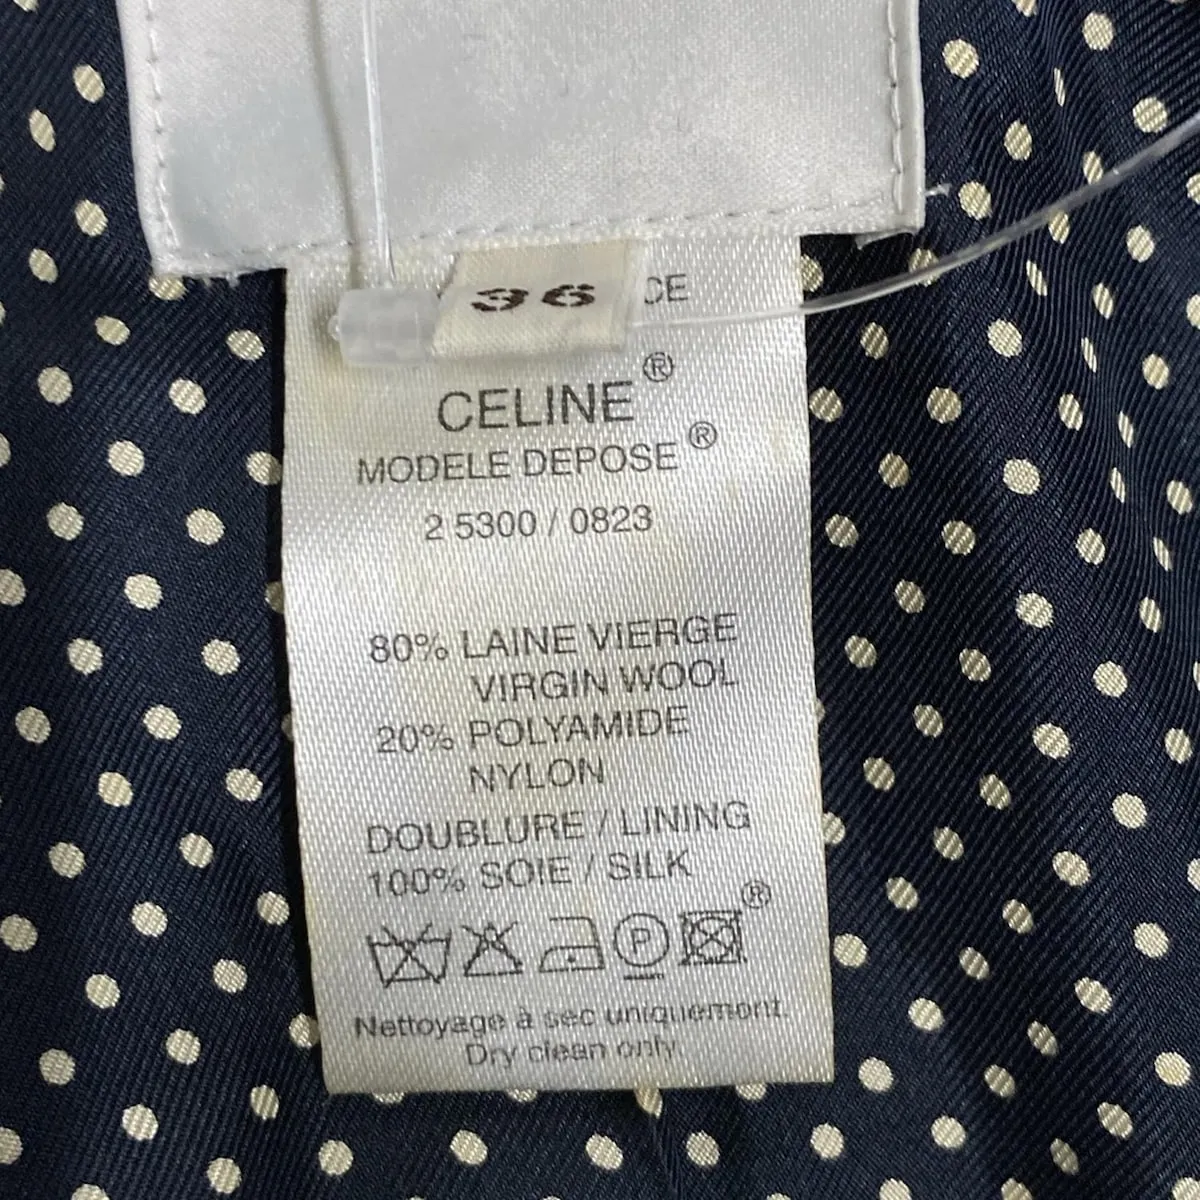 36
CELINE®
MODELE DEPOSE®
2 5300 / 0823
80% LAINE VIERGE
VIRGIN WOOL
20% POLYAMIDE
NYLON
DOUBLURE / LINING
100% SOIE / SILK
P
®
Nettoyage à sec uniquement.
Dry clean only.